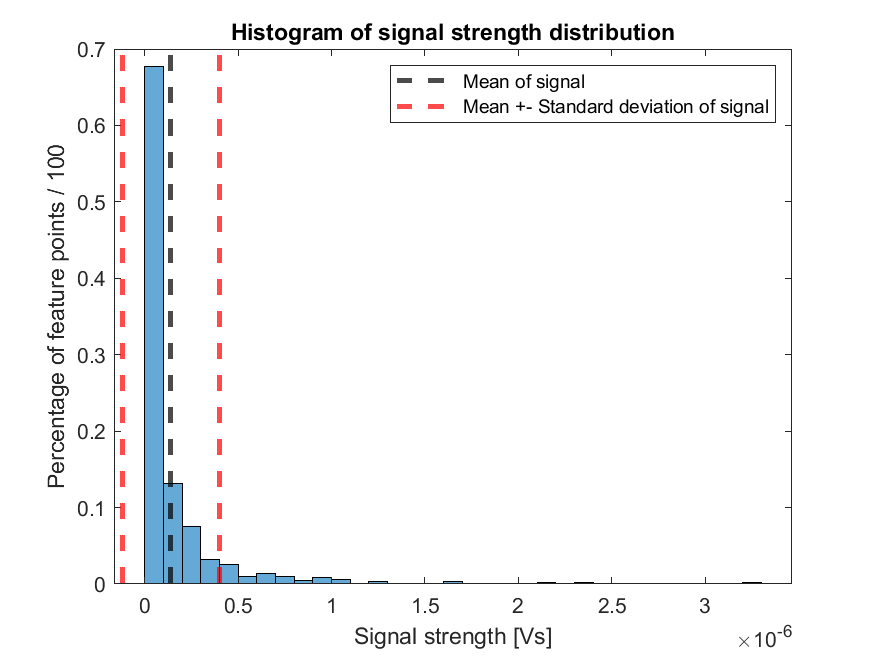 Histogram of signal strength distribution
Mean of signal
Mean +- Standard deviation of signal
Percentage of feature points / 100
0.7
0.6
0.5
0.4
0.3
0.2
0.1
0
0 0.5 1 1.5 2 2.5 3
Signal strength [Vs]
×10⁻⁶